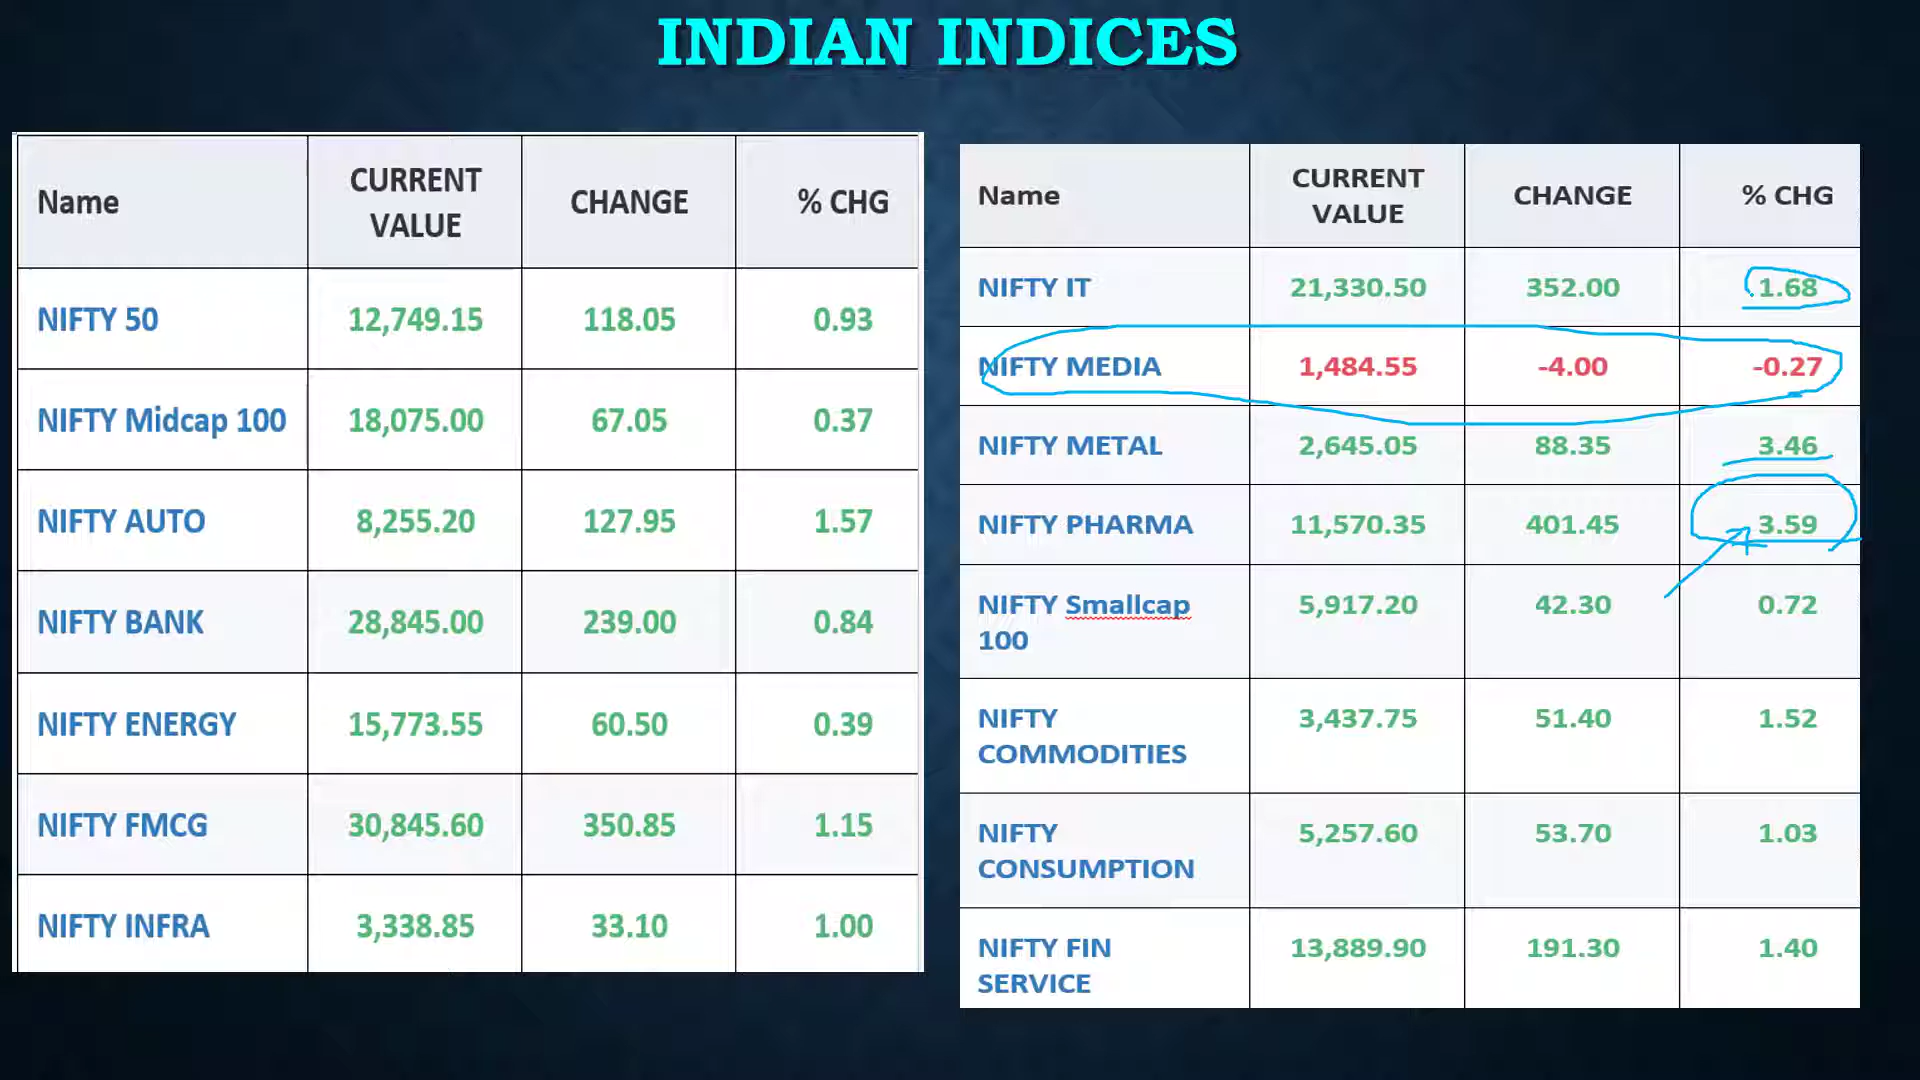 INDIAN INDICES
Name CURRENT VALUE CHANGE % CHG
NIFTY 50 12,749.15 118.05 0.93
NIFTY Midcap 100 18,075.00 67.05 0.37
NIFTY AUTO 8,255.20 127.95 1.57
NIFTY BANK 28,845.00 239.00 0.84
NIFTY ENERGY 15,773.55 60.50 0.39
NIFTY FMCG 30,845.60 350.85 1.15
NIFTY INFRA 3,338.85 33.10 1.00
Name CURRENT VALUE CHANGE % CHG
NIFTY IT 21,330.50 352.00 1.68
NIFTY MEDIA 1,484.55 -4.00 -0.27
NIFTY METAL 2,645.05 88.35 3.46
NIFTY PHARMA 11,570.35 401.45 3.59
NIFTY Smallcap 5,917.20 42.30 0.72
100
NIFTY 3,437.75 51.40 1.52
COMMODITIES
NIFTY 5,257.60 53.70 1.03
CONSUMPTION
NIFTY FIN 13,889.90 191.30 1.40
SERVICE